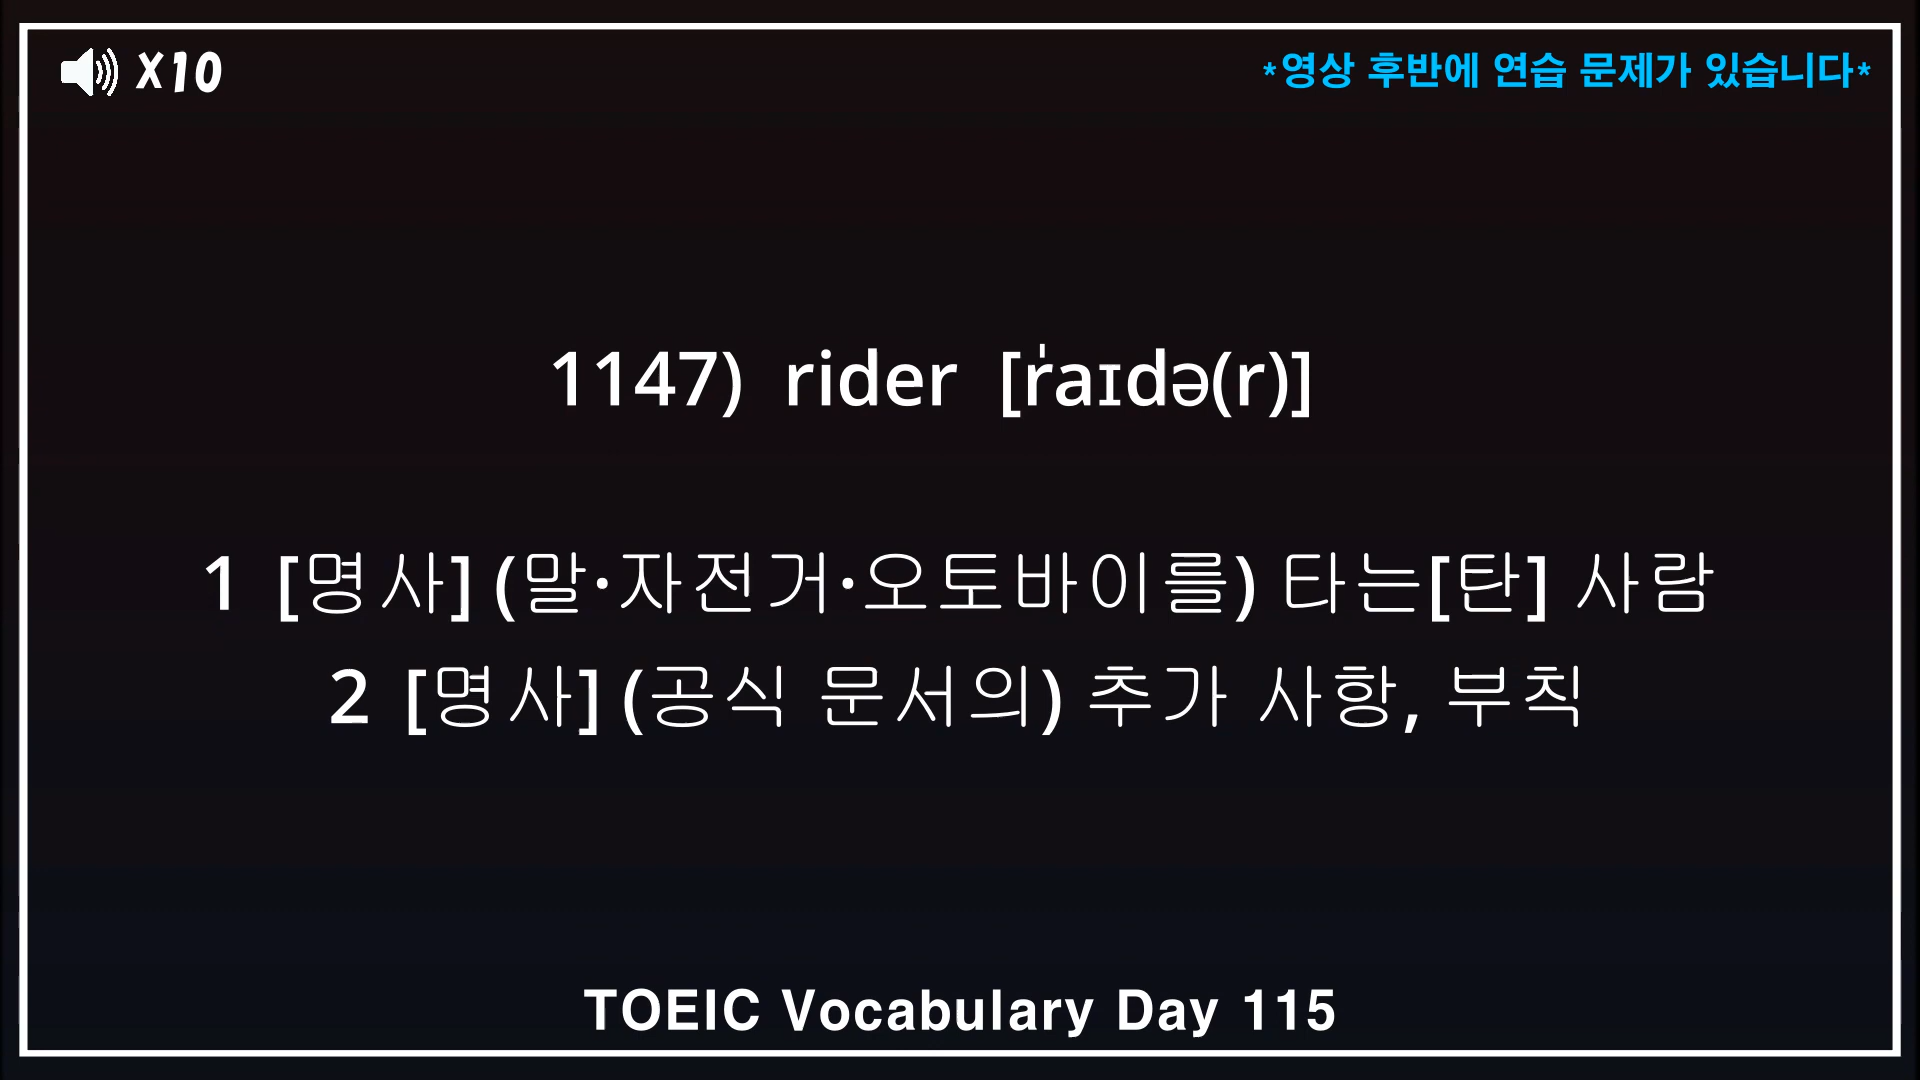 X10
*영상 후반에 연습 문제가 있습니다*
1147) rider [r̍aɪdə(r)]
1 [명사] (말·자전거·오토바이를) 타는[탄] 사람
2 [명사] (공식 문서의) 추가 사항, 부칙
TOEIC Vocabulary Day 115